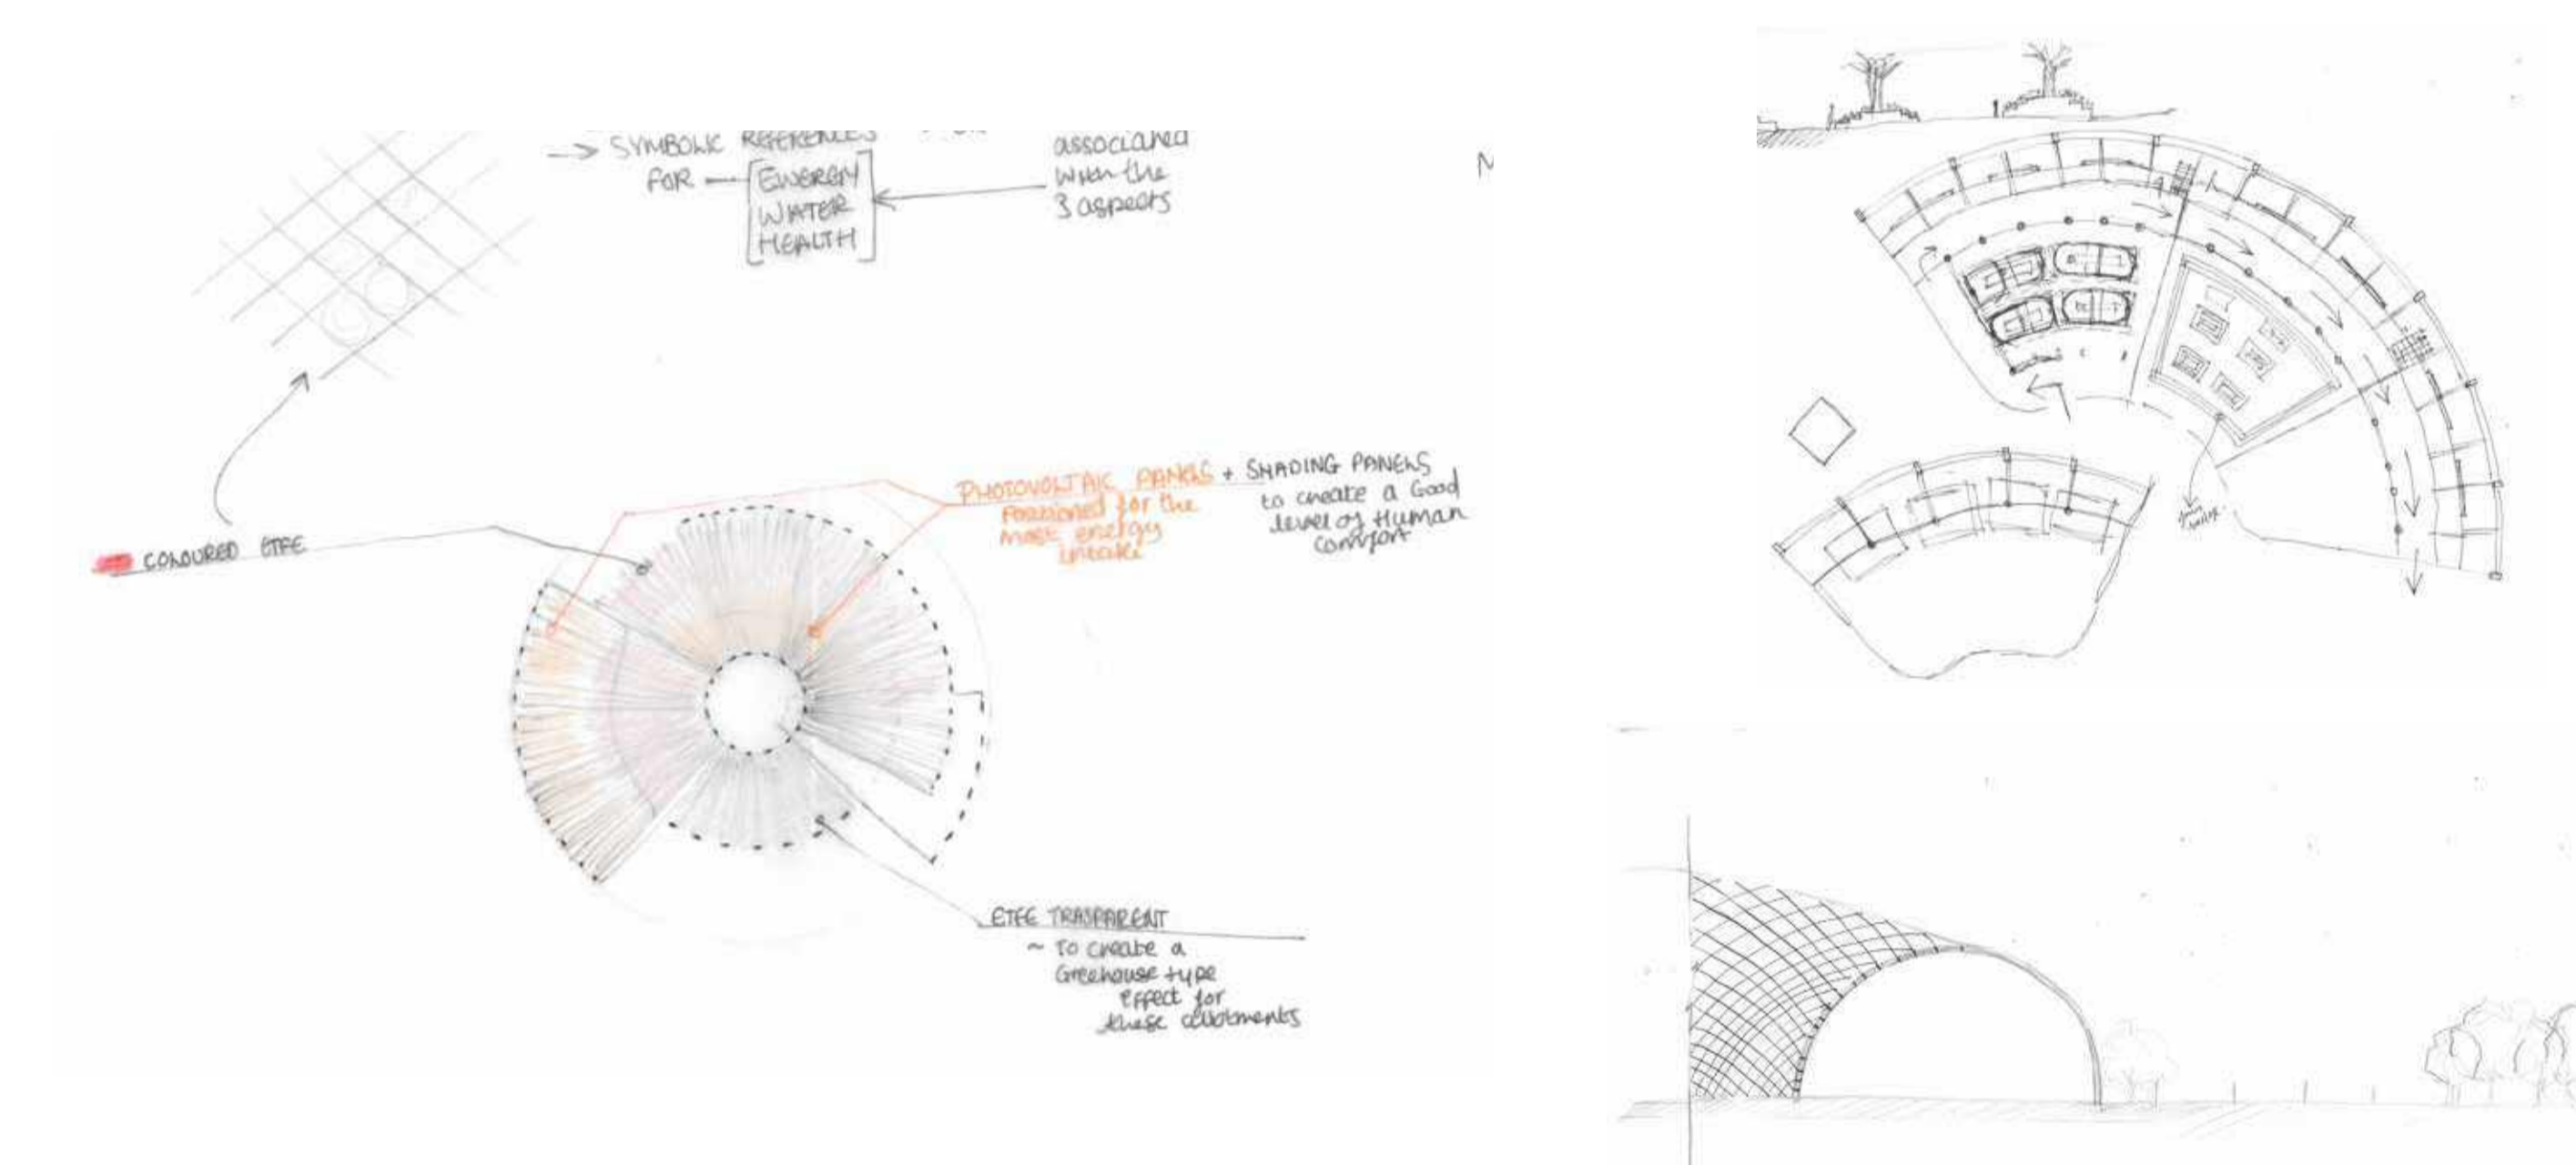 → SYMBOLIC REFERENCES
FOR — [ENERGY
WATER
HEALTH]
associated
with the
3 aspects
N
COLOURED ETFE
PHOTOVOLTAIC PANELS + SHADING PANELS
Positioned for the
most energy
intake
to create a Good
level of Human
Comfort
ETFE TRASPARENT
~ To create a
Greenhouse type
effect for
these allotments